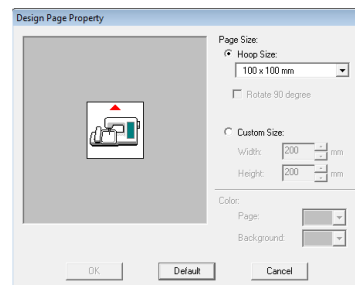 Design Page Property
Page Size:
Hoop Size:
100 x 100 mm
Rotate 90 degree
Custom Size:
Width: 200 mm
Height: 200 mm
Color:
Page:
Background:
OK Default Cancel